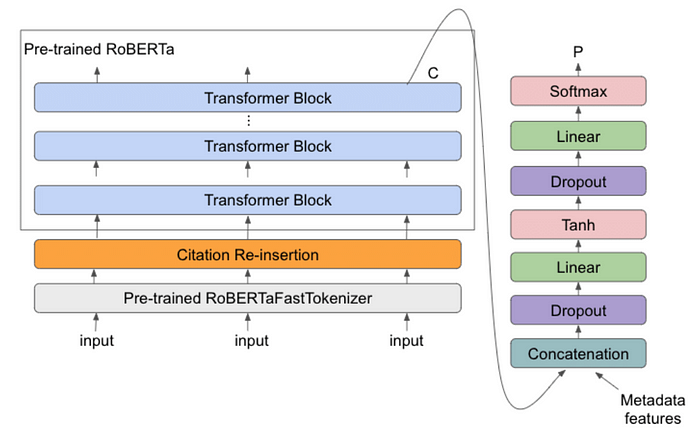 Pre-trained RoBERTa
C
Transformer Block
Transformer Block
Transformer Block
Citation Re-insertion
Pre-trained RoBERTaFastTokenizer
input input input
P
Softmax
Linear
Dropout
Tanh
Linear
Dropout
Concatenation
Metadata
features